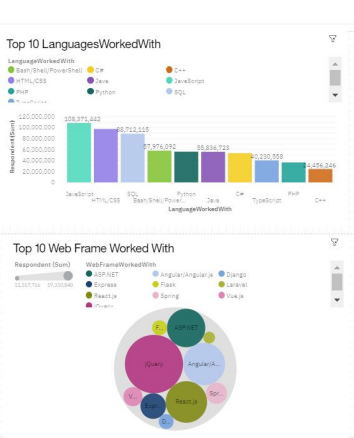 Top 10 LanguagesWorkedWith
LanguageWorkedWith
Bash/Shell/PowerShell C# C++
HTML/CSS Java JavaScript
PHP Python SQL
TypeScript
Respondent(Sum)
120,000,000
100,000,000
80,000,000
60,000,000
40,000,000
20,000,000
0
108,371,442
88,712,115
57,976,092
55,836,723
40,230,558
24,456,246
JavaScript SQL Python C# PHP
HTML/CSS Bash/Shell/Power... Java TypeScript C++
LanguageWorkedWith
Top 10 Web Frame Worked With
Respondent (Sum) WebFrameWorkedWith
ASP.NET Angular/Angular.js Django
Express Flask Laravel
React.js Spring Vue.js
jQuery
F... ASP.NET
jQuery Angular/A...
V... React.js Spr...
Expr...
D...